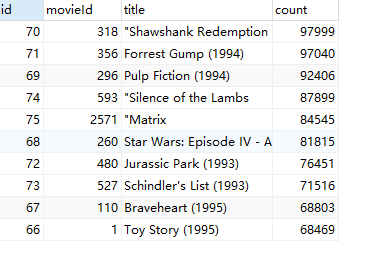 id movieId title count
70 318 "Shawshank Redemption 97999
71 356 Forrest Gump (1994) 97040
69 296 Pulp Fiction (1994) 92406
74 593 "Silence of the Lambs 87899
75 2571 "Matrix 84545
68 260 Star Wars: Episode IV - A 81815
72 480 Jurassic Park (1993) 76451
73 527 Schindler's List (1993) 71516
67 110 Braveheart (1995) 68803
66 1 Toy Story (1995) 68469